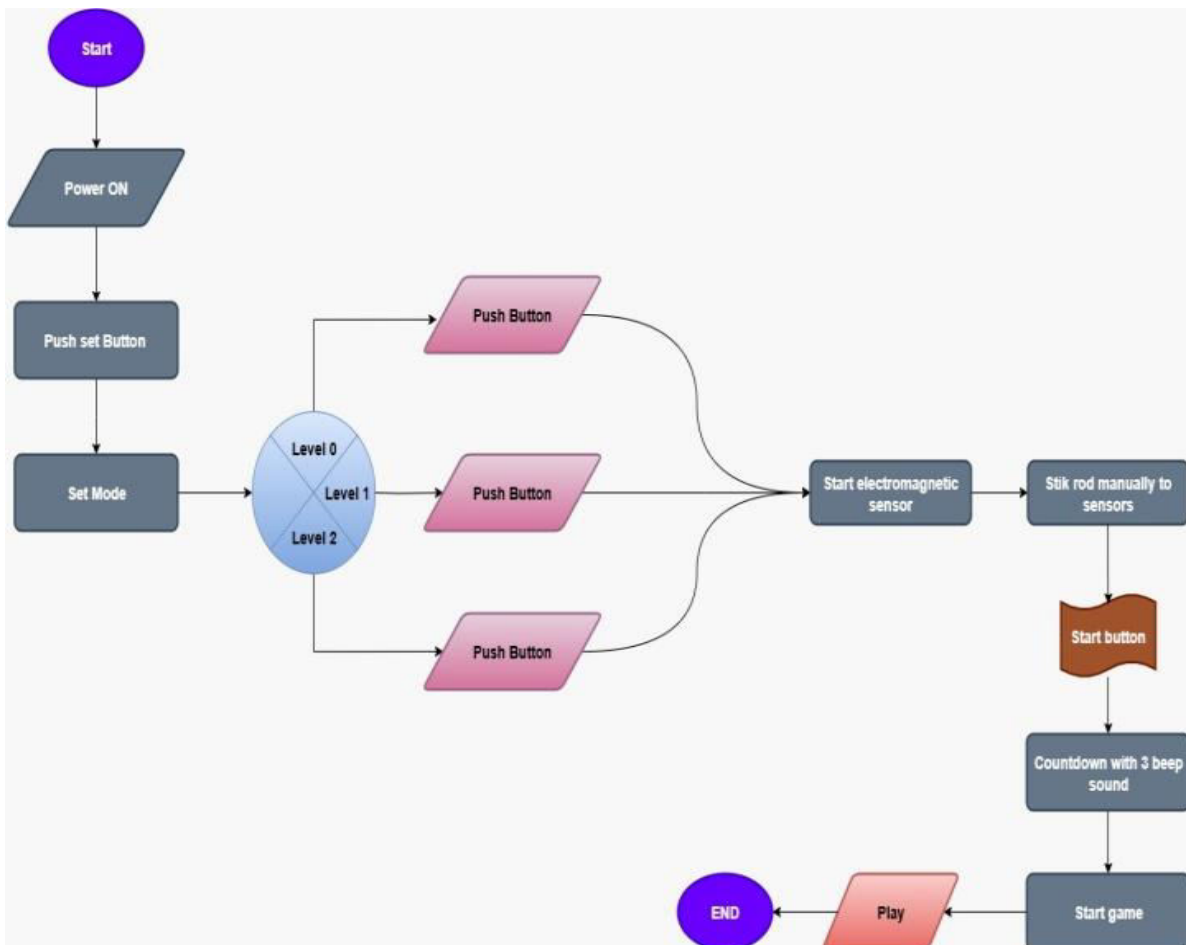 Start
Power ON
Push set Button
Set Mode
Level 0
Level 1
Level 2
Push Button
Push Button
Push Button
Start electromagnetic
sensor
Stik rod manually to
sensors
Start button
Countdown with 3 beep
sound
Start game
Play
END